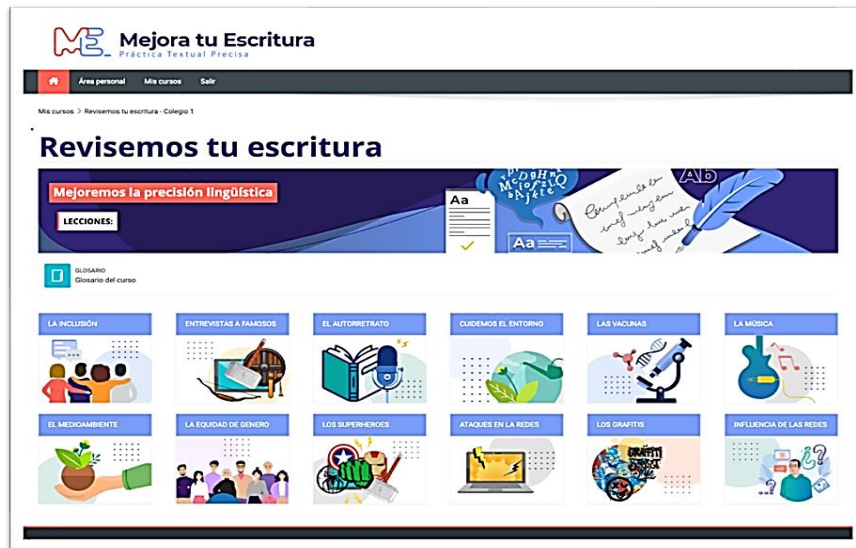 ME_ Mejora tu Escritura
Práctica Textual Precisa
Área personal Mis cursos Salir
Mis cursos > Revisemos tu escritura - Colegio 1
Revisemos tu escritura
Mejoremos la precisión lingüística
LECCIONES:
Aa
Aa
Ab
GLOSARIO
Glosario del curso
LA INCLUSIÓN ENTREVISTAS A FAMOSOS EL AUTORRETRATO CUIDEMOS EL ENTORNO LAS VACUNAS LA MÚSICA
EL MEDIOAMBIENTE LA EQUIDAD DE GENERO LOS SUPERHEROES ATAQUES EN LA REDES LOS GRAFITIS INFLUENCIA DE LAS REDES
GRAFFITI